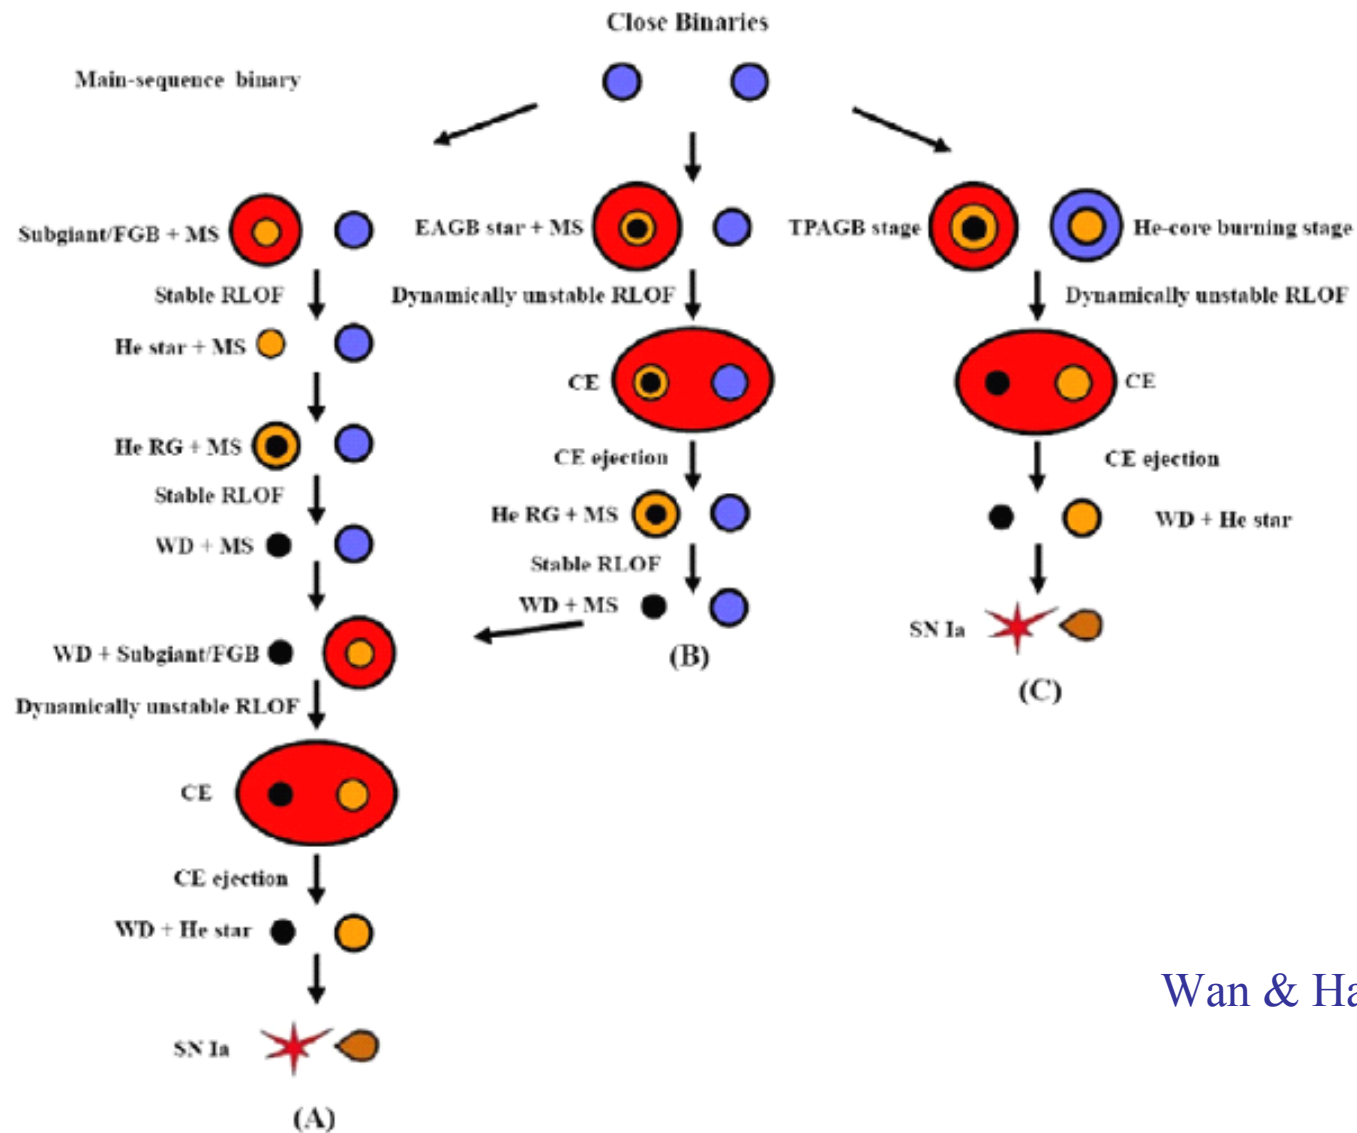 Close Binaries
Main-sequence binary
Subgiant/FGB + MS
Stable RLOF
He star + MS
He RG + MS
Stable RLOF
WD + MS
WD + Subgiant/FGB
Dynamically unstable RLOF
CE
CE ejection
WD + He star
SN Ia
(A)
EAGB star + MS
Dynamically unstable RLOF
CE
CE ejection
He RG + MS
Stable RLOF
WD + MS
(B)
TPAGB stage
He-core burning stage
Dynamically unstable RLOF
CE
CE ejection
WD + He star
SN Ia
(C)
Wan & Ha